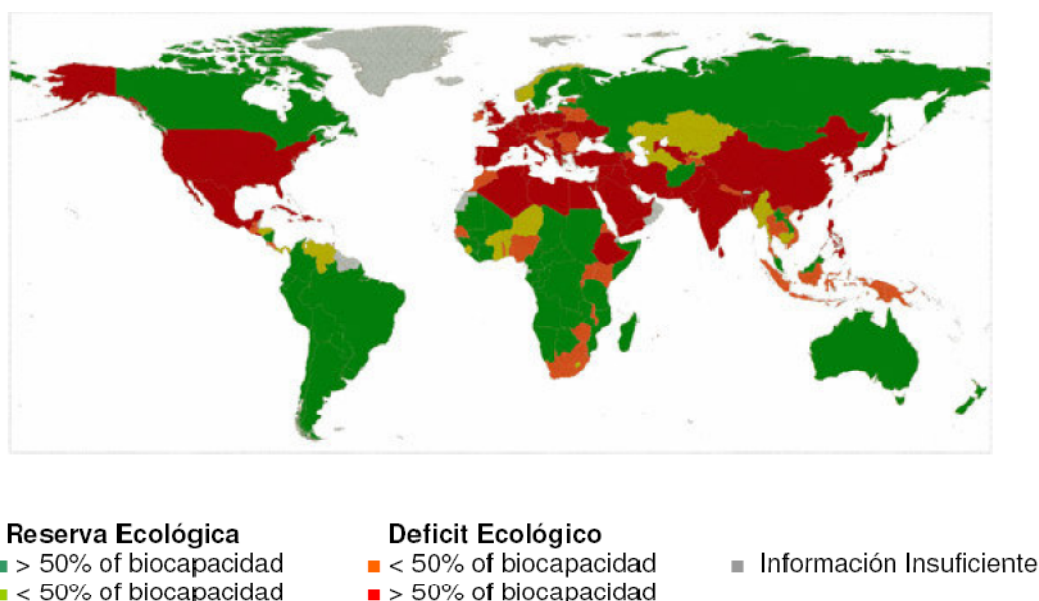 Reserva Ecológica
> 50% of biocapacidad
< 50% of biocapacidad
Deficit Ecológico
< 50% of biocapacidad
> 50% of biocapacidad
Información Insuficiente